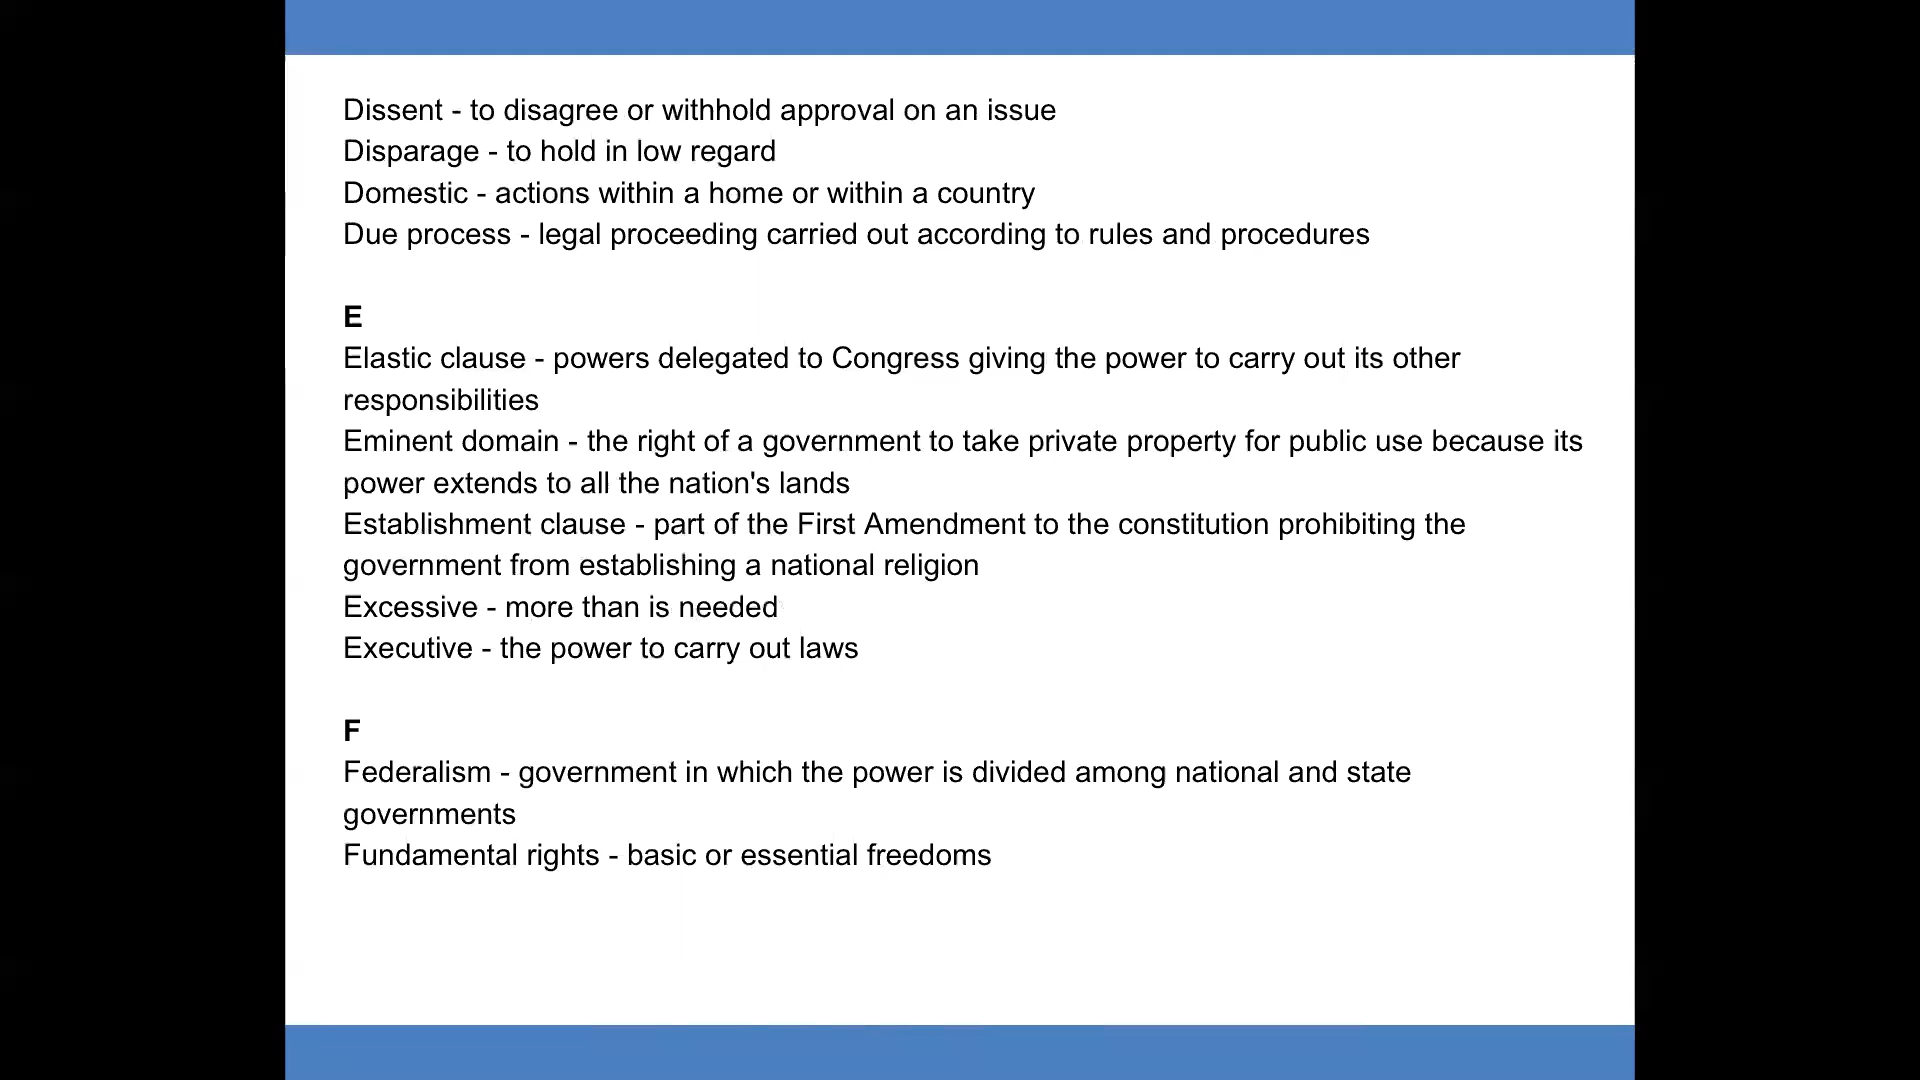 Dissent - to disagree or withhold approval on an issue
Disparage - to hold in low regard
Domestic - actions within a home or within a country
Due process - legal proceeding carried out according to rules and procedures
E
Elastic clause - powers delegated to Congress giving the power to carry out its other
responsibilities
Eminent domain - the right of a government to take private property for public use because its
power extends to all the nation's lands
Establishment clause - part of the First Amendment to the constitution prohibiting the
government from establishing a national religion
Excessive - more than is needed
Executive - the power to carry out laws
F
Federalism - government in which the power is divided among national and state
governments
Fundamental rights - basic or essential freedoms